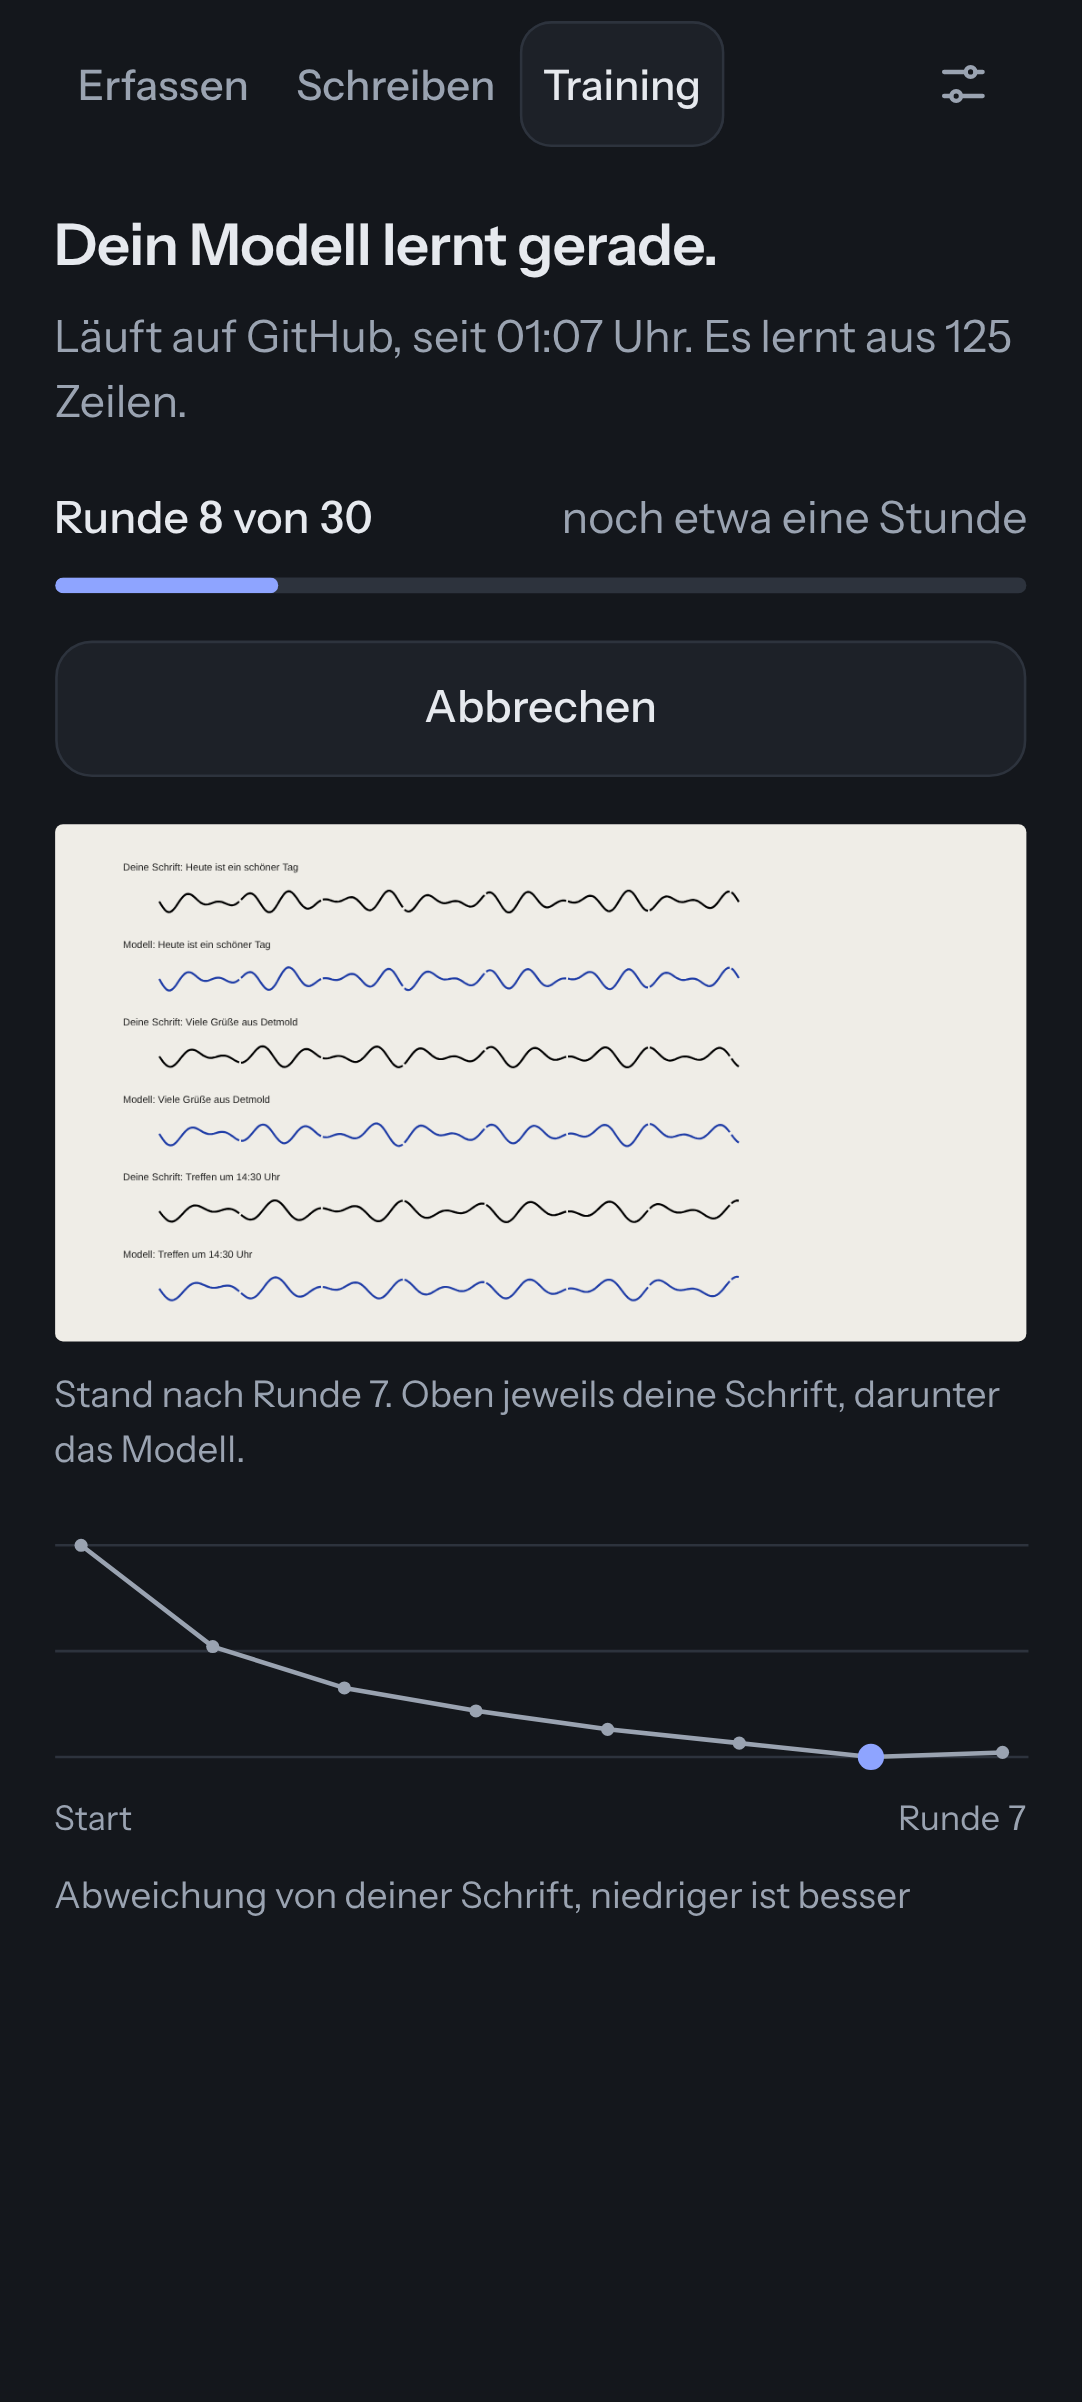 Erfassen Schreiben Training
Dein Modell lernt gerade.
Läuft auf GitHub, seit 01:07 Uhr. Es lernt aus 125
Zeilen.
Runde 8 von 30 noch etwa eine Stunde
Abbrechen
Deine Schrift: Heute ist ein schöner Tag
Modell: Heute ist ein schöner Tag
Deine Schrift: Viele Grüße aus Detmold
Modell: Viele Grüße aus Detmold
Deine Schrift: Treffen um 14:30 Uhr
Modell: Treffen um 14:30 Uhr
Stand nach Runde 7. Oben jeweils deine Schrift, darunter
das Modell.
Start Runde 7
Abweichung von deiner Schrift, niedriger ist besser